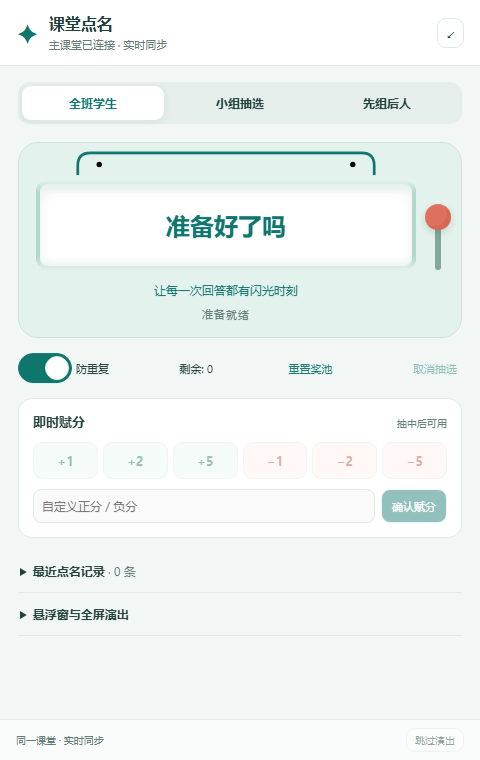 课堂点名
主课堂已连接 · 实时同步
↙
全班学生 小组抽选 先组后人
准备好了吗
让每一次回答都有闪光时刻
准备就绪
防重复 剩余: 0 重置奖池 取消抽选
即时赋分 抽中后可用
+1 +2 +5 −1 −2 −5
自定义正分 / 负分 确认赋分
▶ 最近点名记录 · 0 条
▶ 悬浮窗与全屏演出
同一课堂 · 实时同步 跳过演出